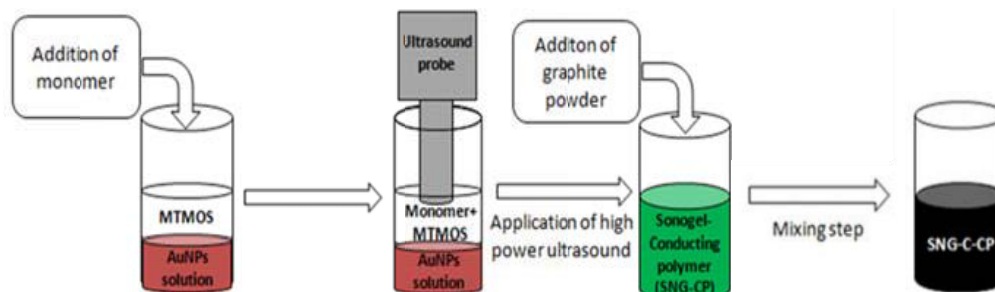 Addition of
monomer
MTMOS
AuNPs
solution
Ultrasound
probe
Monomer+
MTMOS
AuNPs
solution
Application of high
power ultrasound
Additon of
graphite
powder
Sonogel-
Conducting
polymer
(SNG-CP)
Mixing step
SNG-C-CP